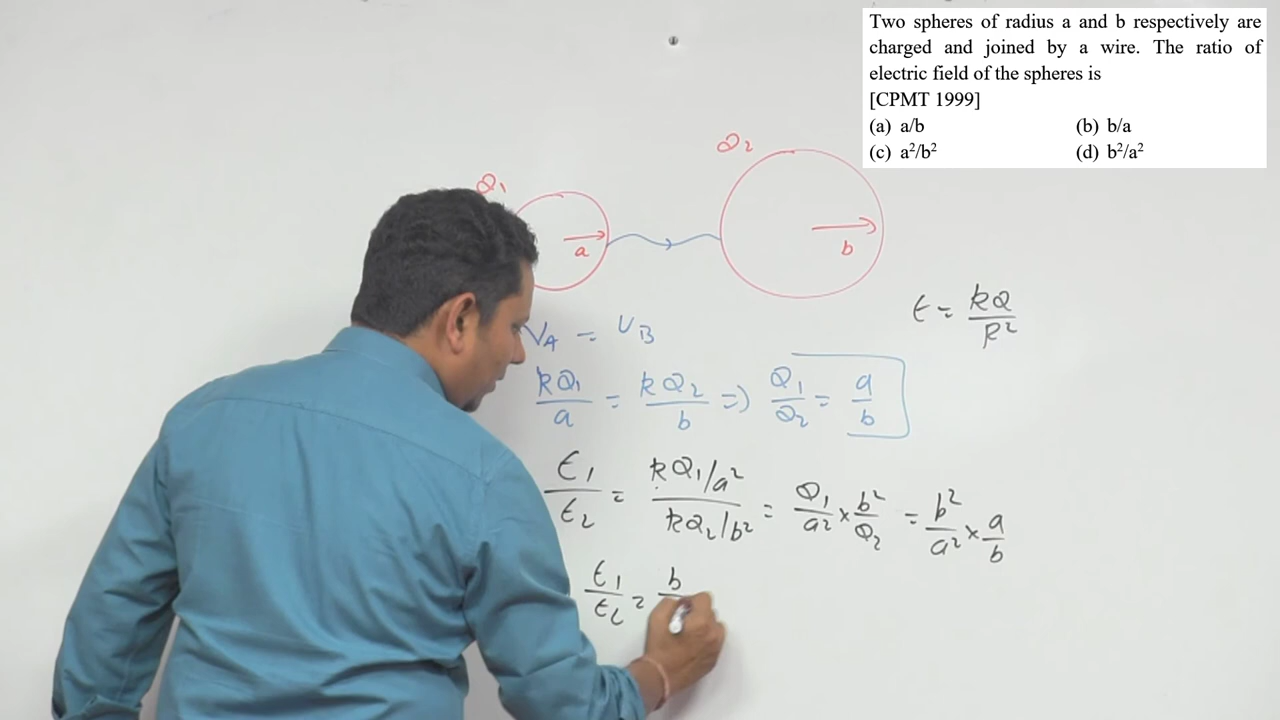 Two spheres of radius a and b respectively are
charged and joined by a wire. The ratio of
electric field of the spheres is
[CPMT 1999]
(a) a/b (b) b/a
(c) a²/b² (d) b²/a²
Q₂
Q₁
a
b
E = kQ/R²
V_A = V_B
kQ₁/a = kQ₂/b => Q₁/Q₂ = a/b
E₁/E₂ = (kQ₁/a²)/(kQ₂/b²) = Q₁/a² × b²/Q₂ = b²/a² × a/b
E₁/E₂ = b